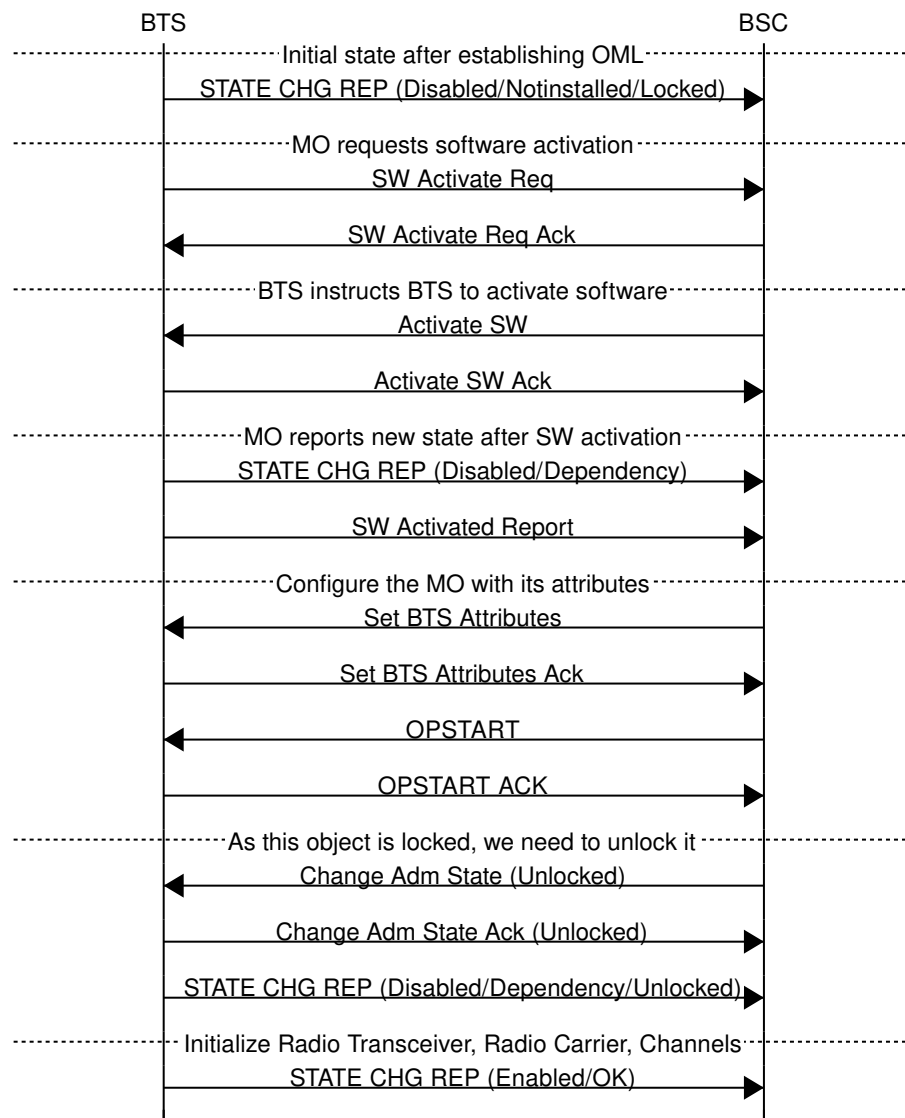 BTS BSC
Initial state after establishing OML
STATE CHG REP (Disabled/Notinstalled/Locked)
MO requests software activation
SW Activate Req
SW Activate Req Ack
BTS instructs BTS to activate software
Activate SW
Activate SW Ack
MO reports new state after SW activation
STATE CHG REP (Disabled/Dependency)
SW Activated Report
Configure the MO with its attributes
Set BTS Attributes
Set BTS Attributes Ack
OPSTART
OPSTART ACK
As this object is locked, we need to unlock it
Change Adm State (Unlocked)
Change Adm State Ack (Unlocked)
STATE CHG REP (Disabled/Dependency/Unlocked)
Initialize Radio Transceiver, Radio Carrier, Channels
STATE CHG REP (Enabled/OK)